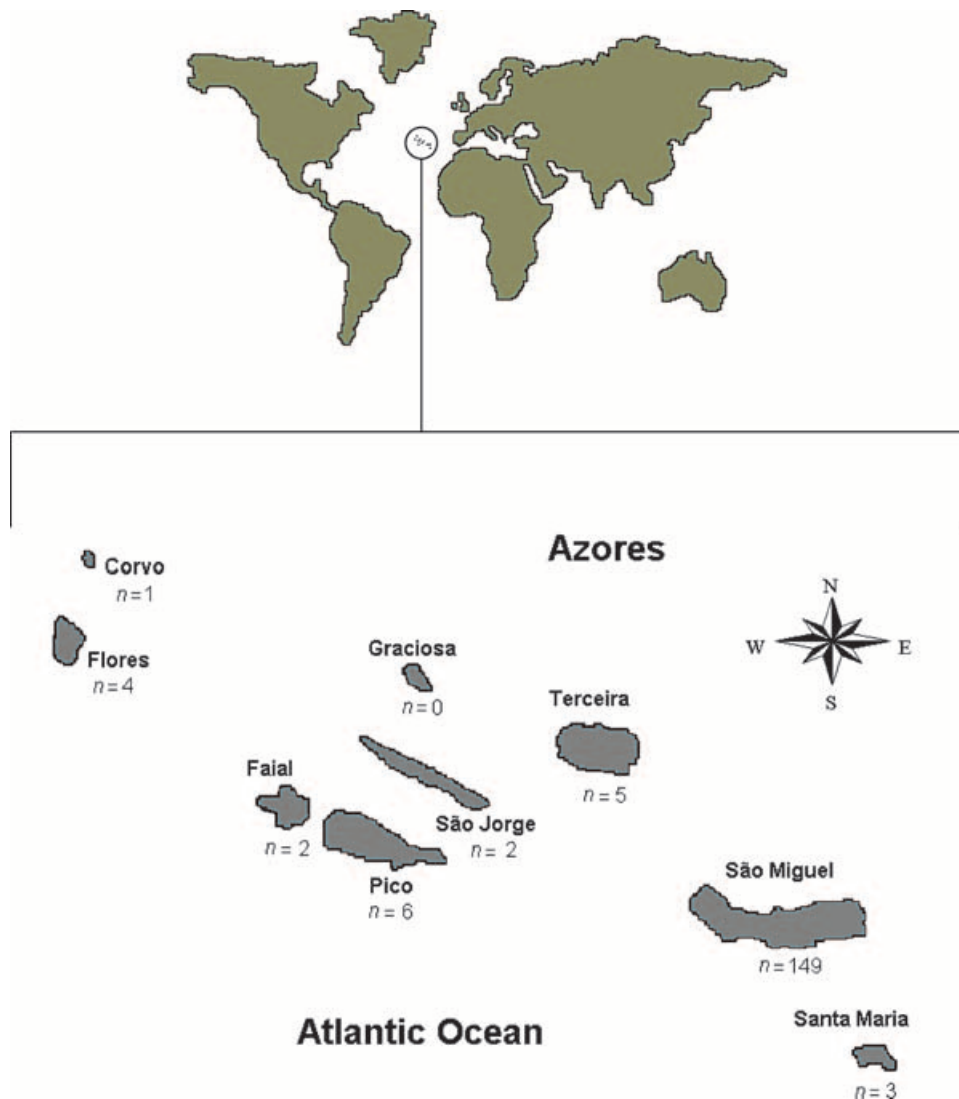 Azores
Corvo
n=1
Flores
n=4
Graciosa
n=0
Terceira
n=5
N
W
E
S
Faial
n=2
São Jorge
n=2
Pico
n=6
São Miguel
n=149
Atlantic Ocean
Santa Maria
n=3